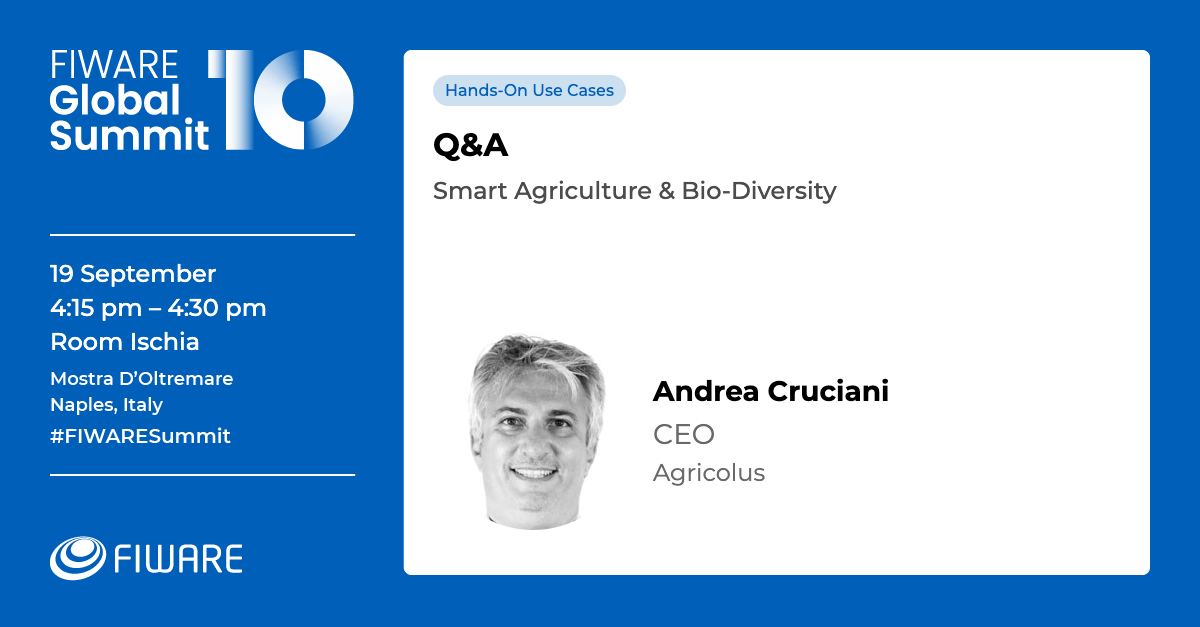 FIWARE
Global
Summit
10
19 September
4:15 pm – 4:30 pm
Room Ischia
Mostra D’Oltremare
Naples, Italy
#FIWARESummit
FIWARE
Hands-On Use Cases
Q&A
Smart Agriculture & Bio-Diversity
Andrea Cruciani
CEO
Agricolus